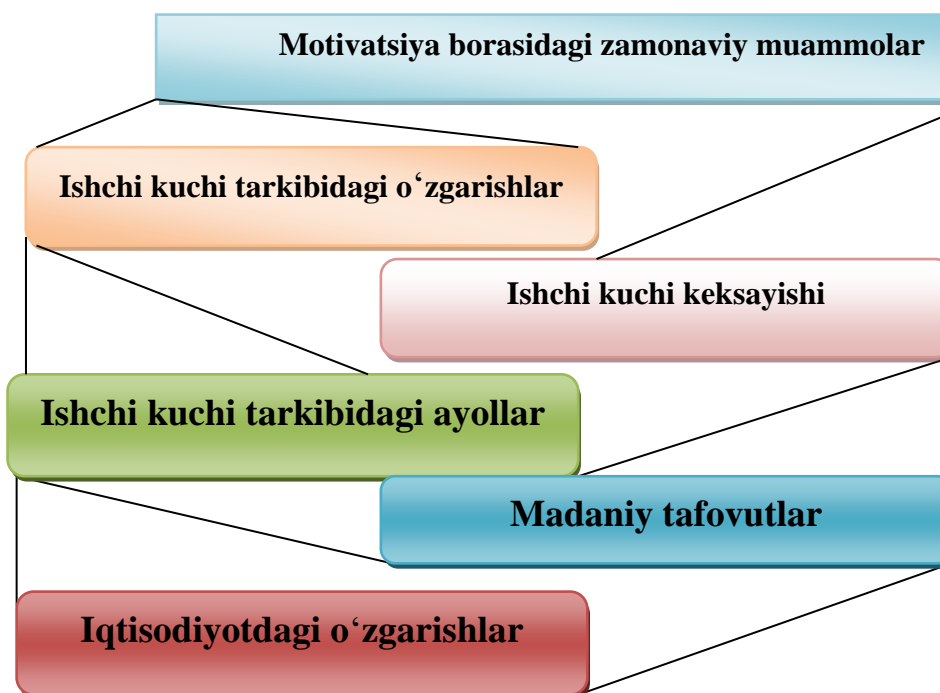 Motivatsiya borasidagi zamonaviy muammolar
Ishchi kuchi tarkibidagi o‘zgarishlar
Ishchi kuchi keksayishi
Ishchi kuchi tarkibidagi ayollar
Madaniy tafovutlar
Iqtisodiyotdagi o‘zgarishlar